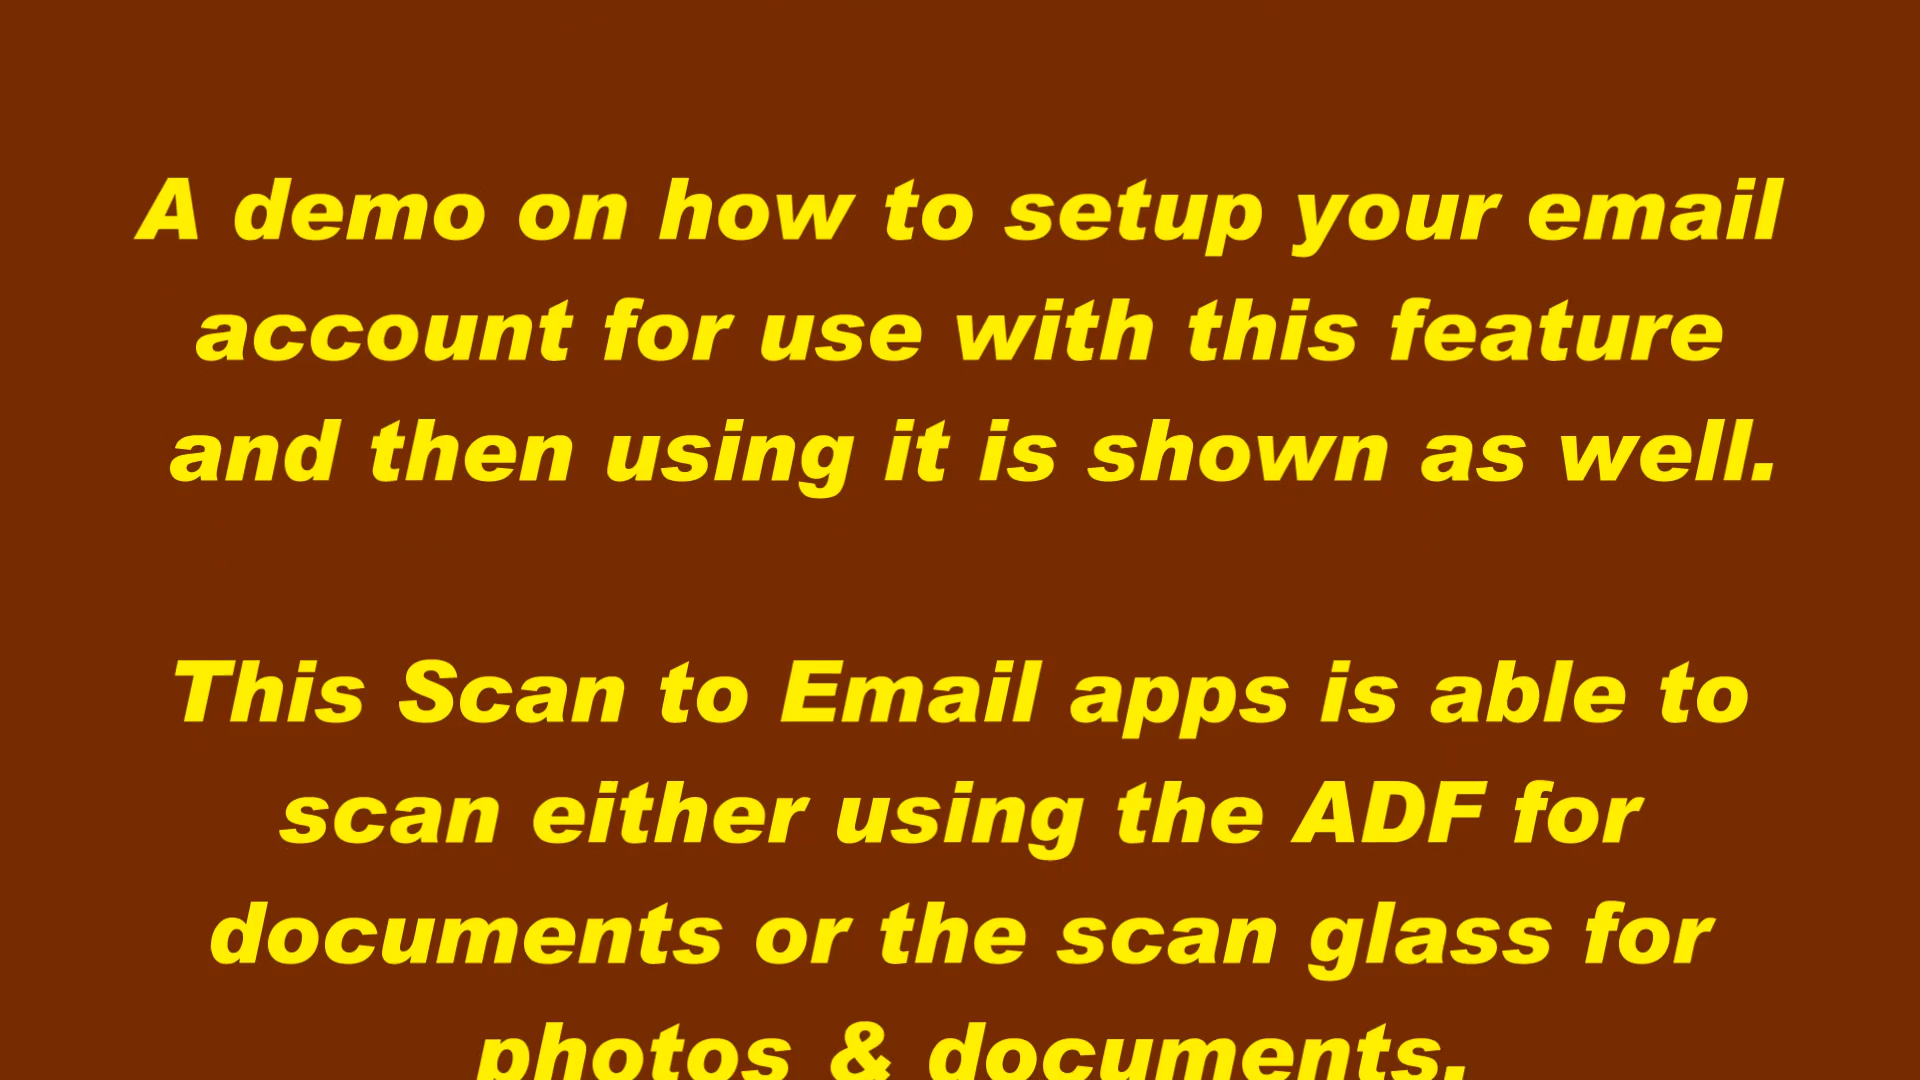 A demo on how to setup your email
account for use with this feature
and then using it is shown as well.
This Scan to Email apps is able to
scan either using the ADF for
documents or the scan glass for
photos & documents.